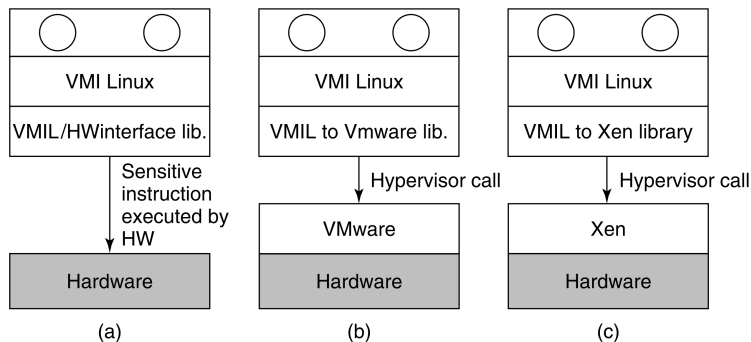 VMI Linux
VMIL/HWinterface lib.
Sensitive
instruction
executed by
HW
Hardware
(a)
VMI Linux
VMIL to Vmware lib.
Hypervisor call
VMware
Hardware
(b)
VMI Linux
VMIL to Xen library
Hypervisor call
Xen
Hardware
(c)